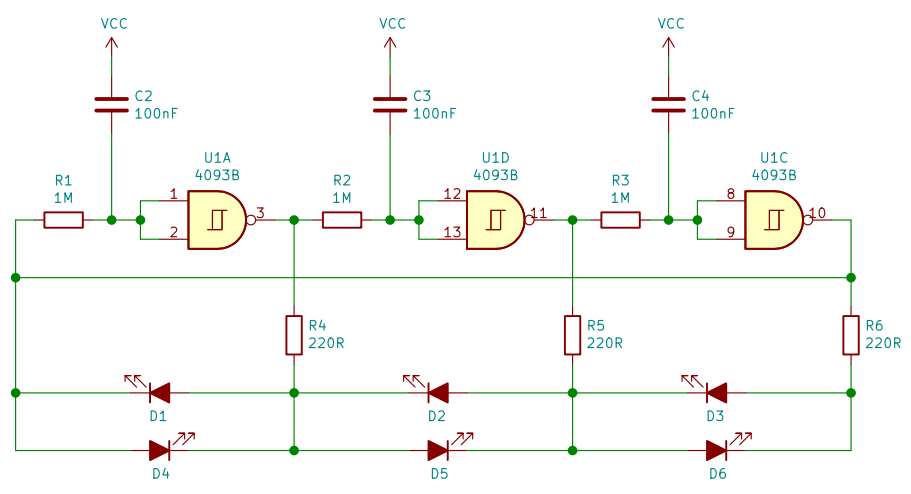 VCC
VCC
VCC
C2
100nF
C3
100nF
C4
100nF
U1A
4093B
U1D
4093B
U1C
4093B
R1
1M
R2
1M
R3
1M
1
2
3
12
13
11
8
9
10
R4
220R
R5
220R
R6
220R
D1
D2
D3
D4
D5
D6